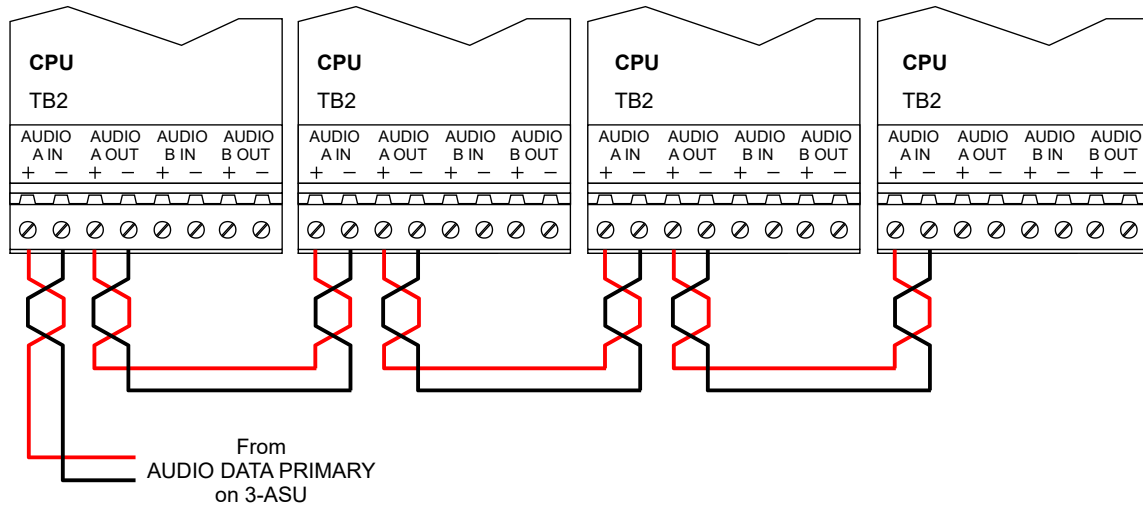 CPU
TB2
AUDIO AUDIO AUDIO AUDIO
A IN A OUT B IN B OUT
+ − + − + − + −
CPU
TB2
AUDIO AUDIO AUDIO AUDIO
A IN A OUT B IN B OUT
+ − + − + − + −
CPU
TB2
AUDIO AUDIO AUDIO AUDIO
A IN A OUT B IN B OUT
+ − + − + − + −
CPU
TB2
AUDIO AUDIO AUDIO AUDIO
A IN A OUT B IN B OUT
+ − + − + − + −
From
AUDIO DATA PRIMARY
on 3-ASU